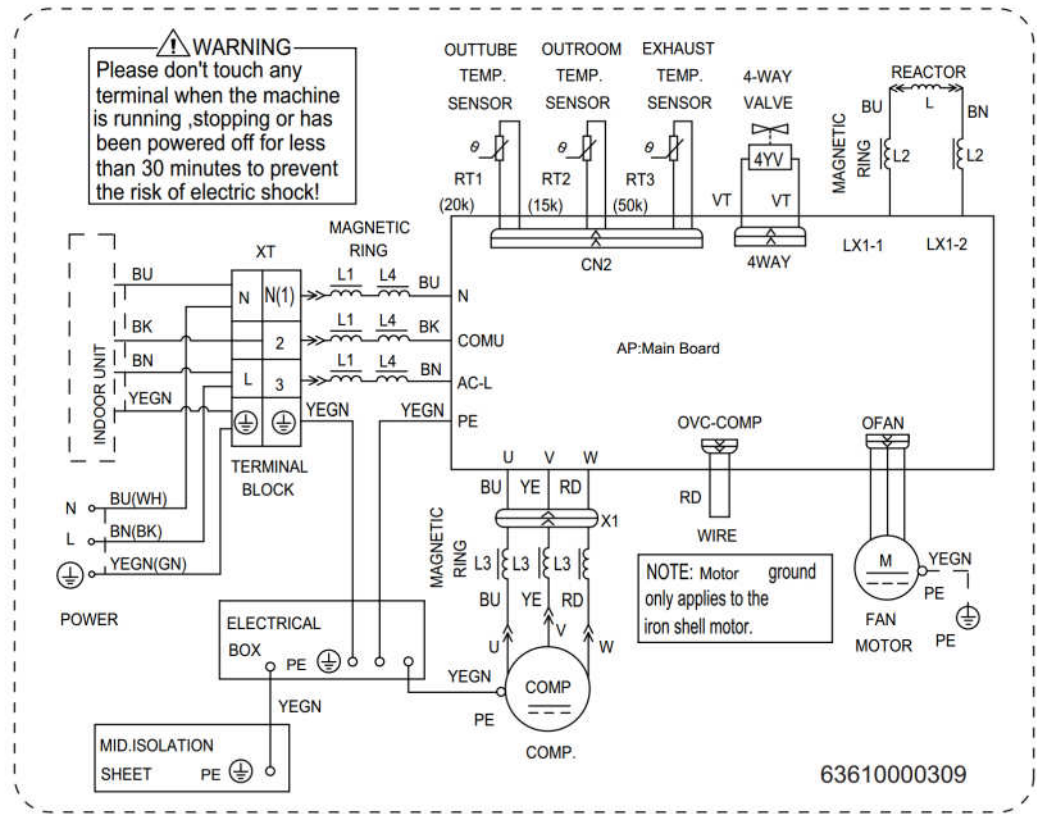 WARNING
Please don't touch any
terminal when the machine
is running ,stopping or has
been powered off for less
than 30 minutes to prevent
the risk of electric shock!
OUTTUBE
TEMP.
SENSOR
OUTROOM
TEMP.
SENSOR
EXHAUST
TEMP.
SENSOR
4-WAY
VALVE
REACTOR
L
BU
BN
MAGNETIC
RING
L2
L2
θ
θ
θ
4YV
RT1
(20k)
RT2
(15k)
RT3
(50k)
VT
VT
CN2
4WAY
LX1-1
LX1-2
INDOOR UNIT
BU
BK
BN
YEGN
XT
N
N(1)
2
L
3
TERMINAL
BLOCK
MAGNETIC
RING
L1
L4
BU
N
L1
L4
BK
COMU
L1
L4
BN
AC-L
YEGN
YEGN
PE
AP:Main Board
N
BU(WH)
L
BN(BK)
YEGN(GN)
POWER
U
V
W
BU
YE
RD
X1
MAGNETIC
RING
L3
L3
L3
BU
YE
RD
U
V
W
COMP
COMP.
YEGN
PE
OVC-COMP
RD
WIRE
OFAN
M
YEGN
PE
FAN
MOTOR
PE
NOTE: Motor ground
only applies to the
iron shell motor.
ELECTRICAL
BOX
PE
YEGN
MID.ISOLATION
SHEET
PE
63610000309